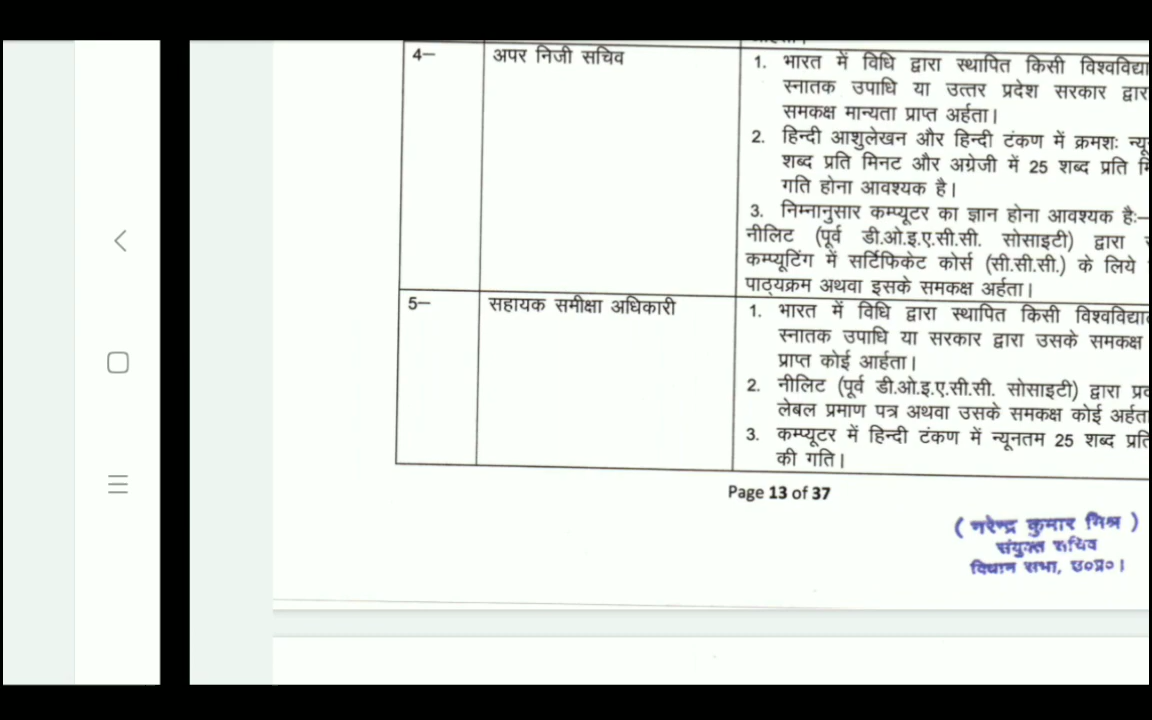 4– अपर निजी सचिव
1. भारत में विधि द्वारा स्थापित किसी
स्नातक उपाधि या उत्तर प्रदेश सरकार
समकक्ष मान्यता प्राप्त अर्हता।
2. हिन्दी आशुलेखन और हिन्दी टंकण में क्रमशः
शब्द प्रति मिनट और अग्रेजी में 25 शब्द प्रति
गति होना आवश्यक है।
3. निम्नानुसार कम्प्यूटर का ज्ञान होना आवश्यक हैः–
नीलिट (पूर्व डी.ओ.इ.ए.सी.सी. सोसाइटी) द्वारा
कम्प्यूटिंग में सर्टिफिकेट कोर्स (सी.सी.सी.) के लिये
पाठ्यक्रम अथवा इसके समकक्ष अर्हता।
5– सहायक समीक्षा अधिकारी
1. भारत में विधि द्वारा स्थापित किसी
स्नातक उपाधि या सरकार द्वारा उसके समकक्ष
प्राप्त कोई आर्हता।
2. नीलिट (पूर्व डी.ओ.इ.ए.सी.सी. सोसाइटी) द्वारा
लेबल प्रमाण पत्र अथवा उसके समकक्ष कोई
3. कम्प्यूटर में हिन्दी टंकण में न्यूनतम 25 शब्द
की गति।
Page 13 of 37
( नरेन्द्र कुमार मिश्र )
संयुक्त सचिव
विधान सभा, उ०प्र०।